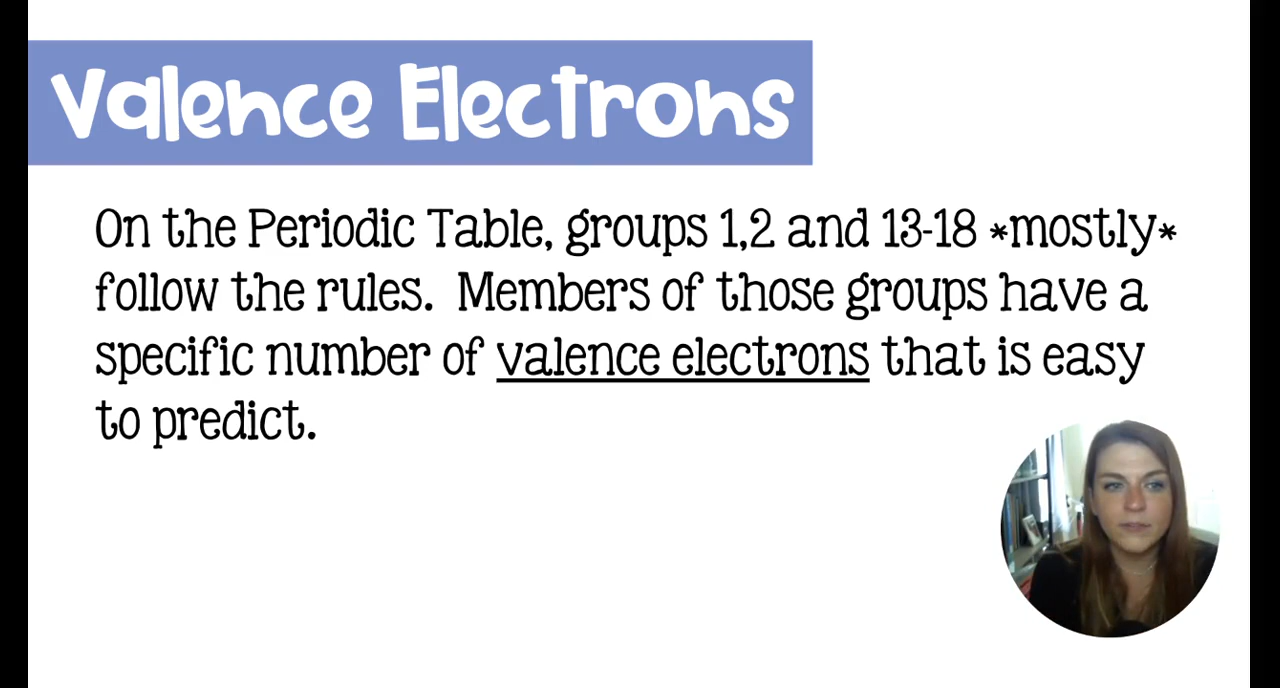 Valence Electrons
On the Periodic Table, groups 1,2 and 13-18 *mostly*
follow the rules. Members of those groups have a
specific number of valence electrons that is easy
to predict.